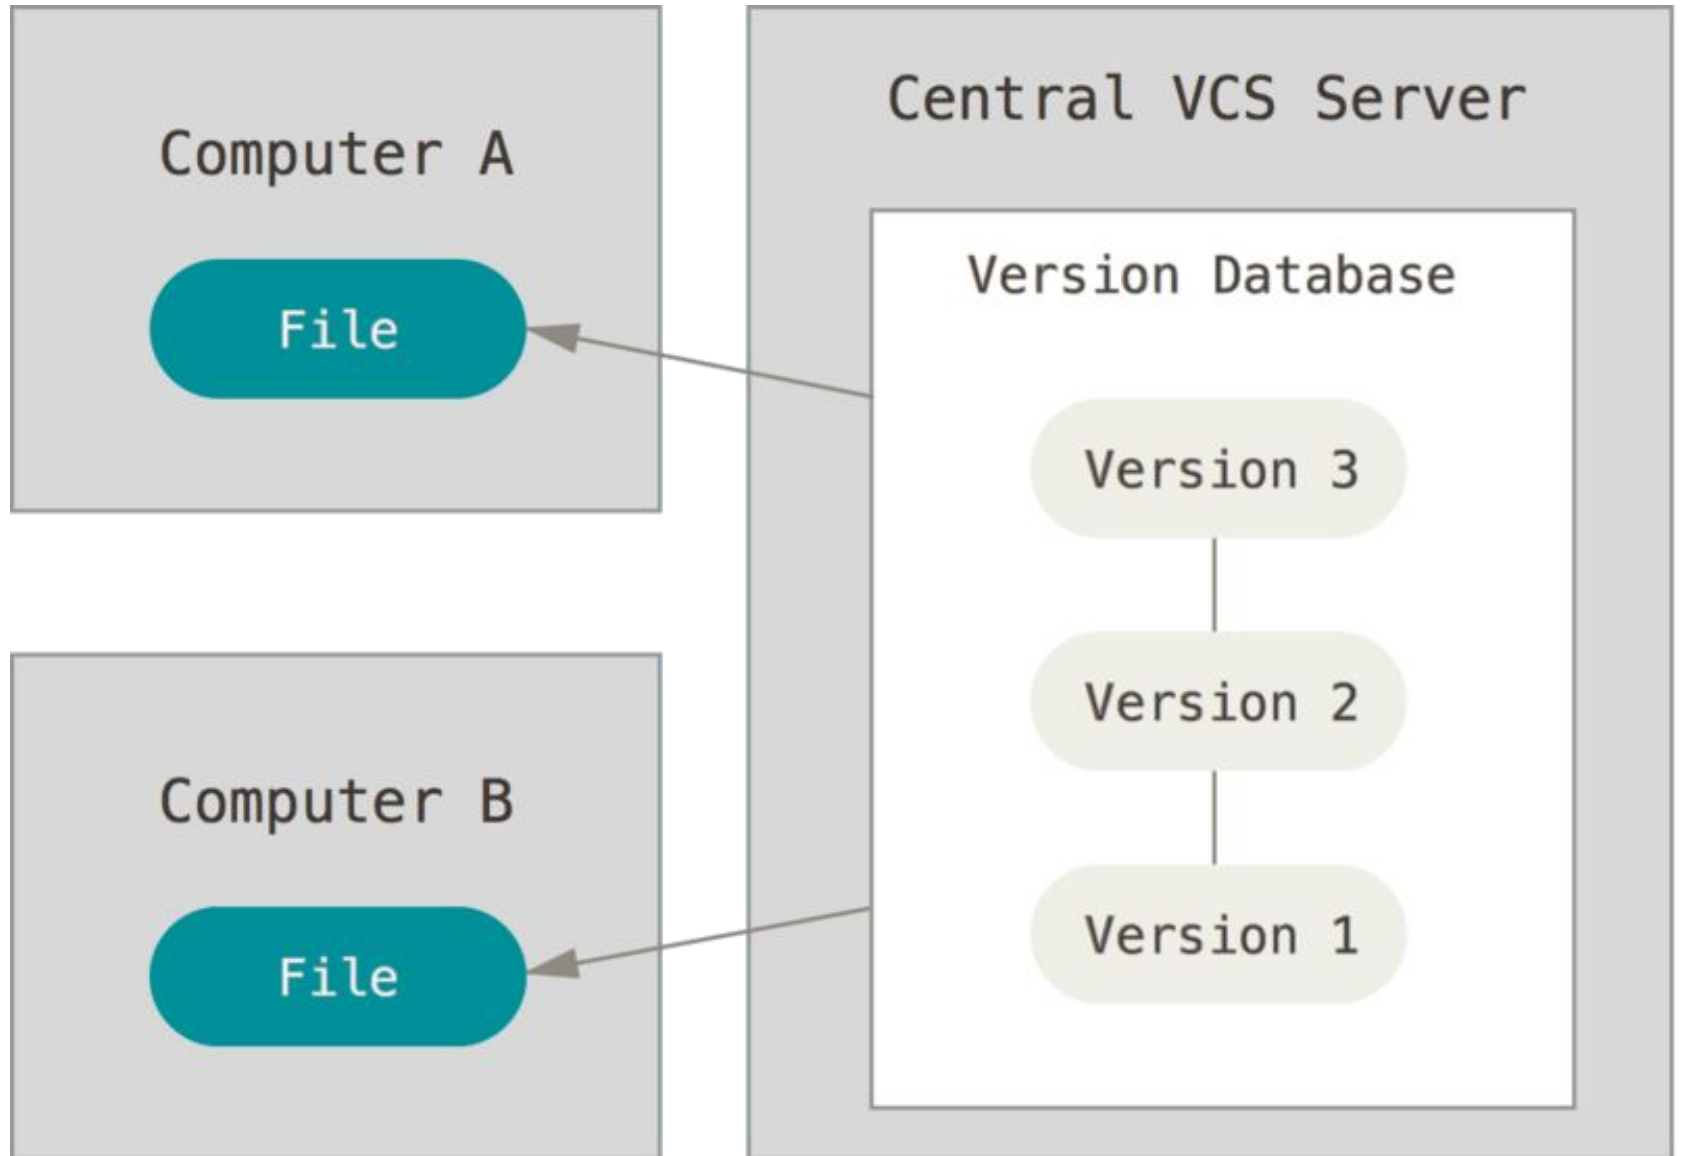 Computer A
File
Computer B
File
Central VCS Server
Version Database
Version 3
Version 2
Version 1